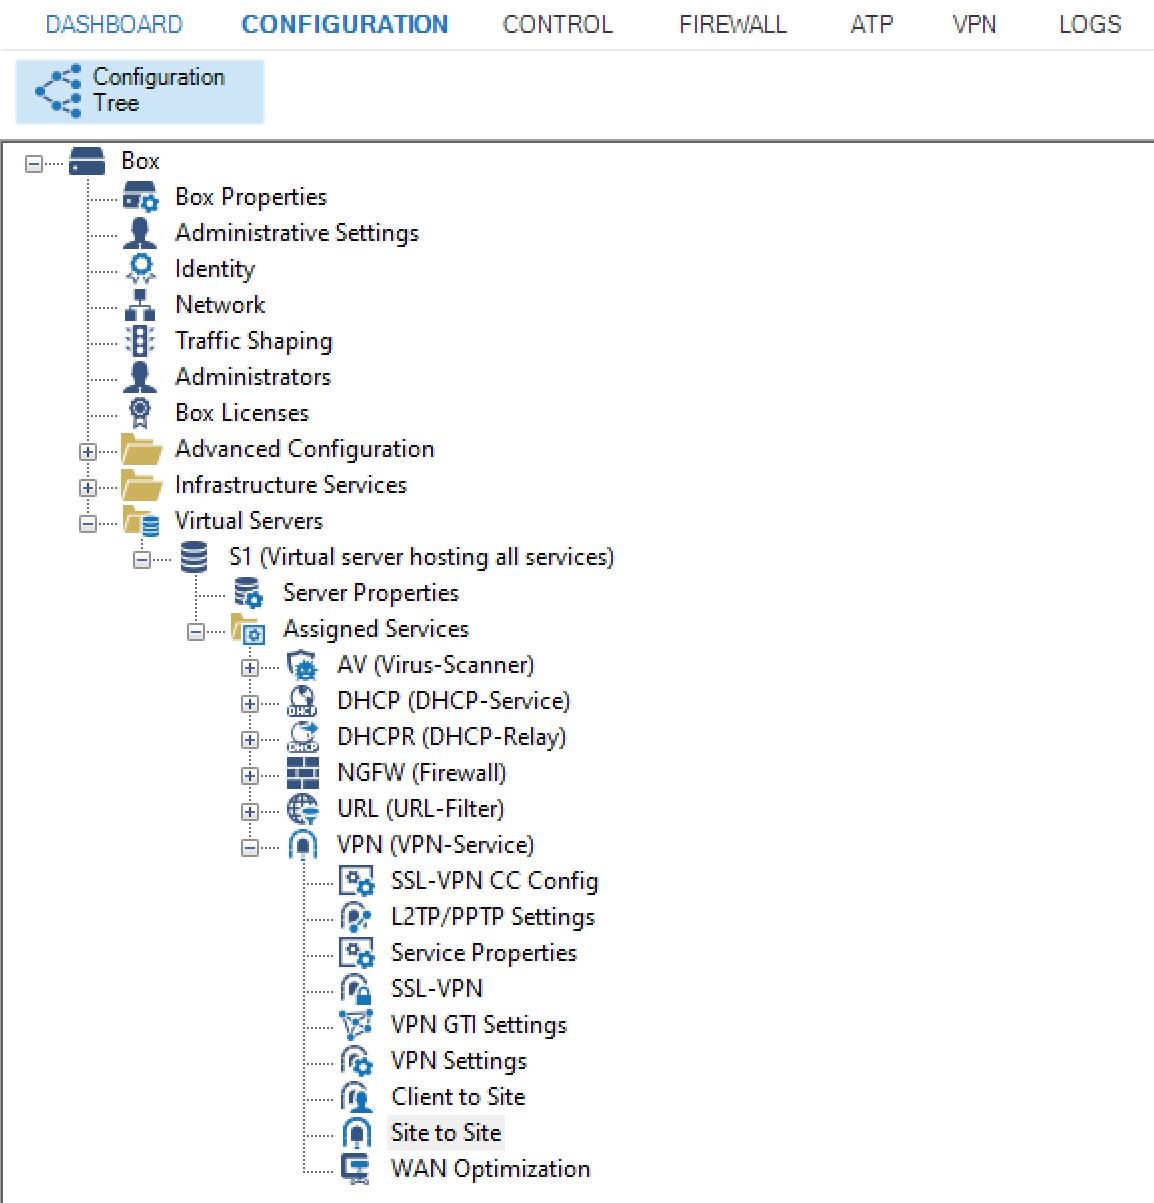 DASHBOARD CONFIGURATION CONTROL FIREWALL ATP VPN LOGS
Configuration
Tree
Box
Box Properties
Administrative Settings
Identity
Network
Traffic Shaping
Administrators
Box Licenses
Advanced Configuration
Infrastructure Services
Virtual Servers
S1 (Virtual server hosting all services)
Server Properties
Assigned Services
AV (Virus-Scanner)
DHCP (DHCP-Service)
DHCPR (DHCP-Relay)
NGFW (Firewall)
URL (URL-Filter)
VPN (VPN-Service)
SSL-VPN CC Config
L2TP/PPTP Settings
Service Properties
SSL-VPN
VPN GTI Settings
VPN Settings
Client to Site
Site to Site
WAN Optimization